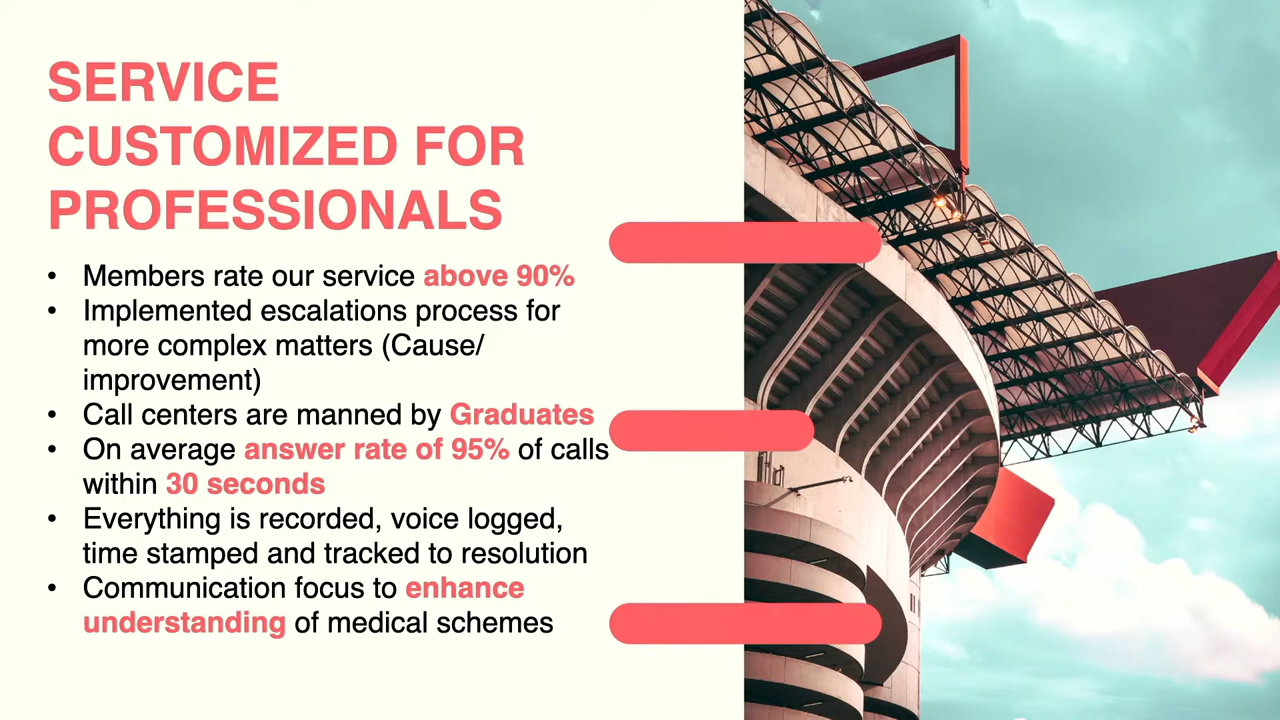 SERVICE
CUSTOMIZED FOR
PROFESSIONALS
• Members rate our service above 90%
• Implemented escalations process for
more complex matters (Cause/
improvement)
• Call centers are manned by Graduates
• On average answer rate of 95% of calls
within 30 seconds
• Everything is recorded, voice logged,
time stamped and tracked to resolution
• Communication focus to enhance
understanding of medical schemes